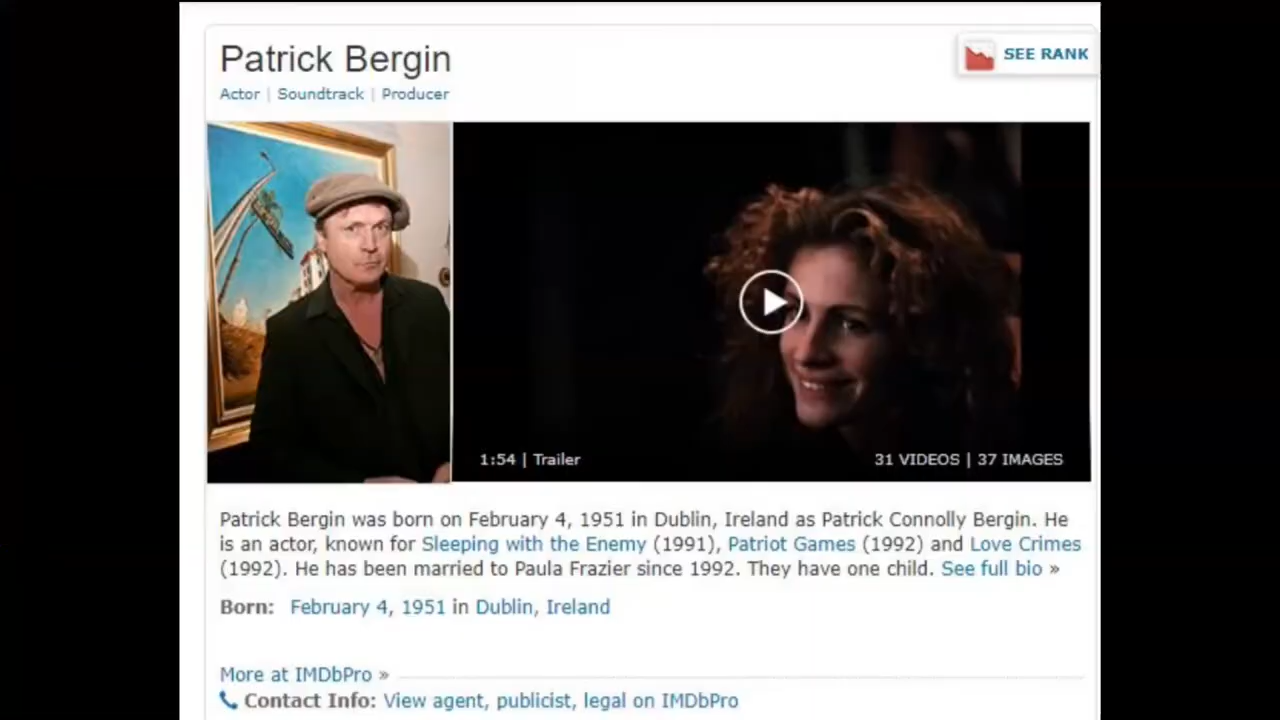 Patrick Bergin
SEE RANK
Actor | Soundtrack | Producer
1:54 | Trailer
31 VIDEOS | 37 IMAGES
Patrick Bergin was born on February 4, 1951 in Dublin, Ireland as Patrick Connolly Bergin. He
is an actor, known for Sleeping with the Enemy (1991), Patriot Games (1992) and Love Crimes
(1992). He has been married to Paula Frazier since 1992. They have one child. See full bio »
Born: February 4, 1951 in Dublin, Ireland
More at IMDbPro »
Contact Info: View agent, publicist, legal on IMDbPro